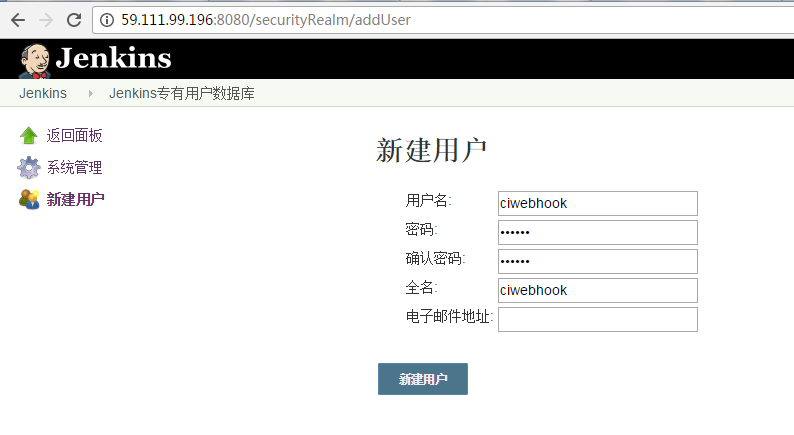 59.111.99.196:8080/securityRealm/addUser
Jenkins
Jenkins Jenkins专有用户数据库
返回面板
系统管理
新建用户
新建用户
用户名: ciwebhook
密码: ••••••
确认密码: ••••••
全名: ciwebhook
电子邮件地址:
新建用户